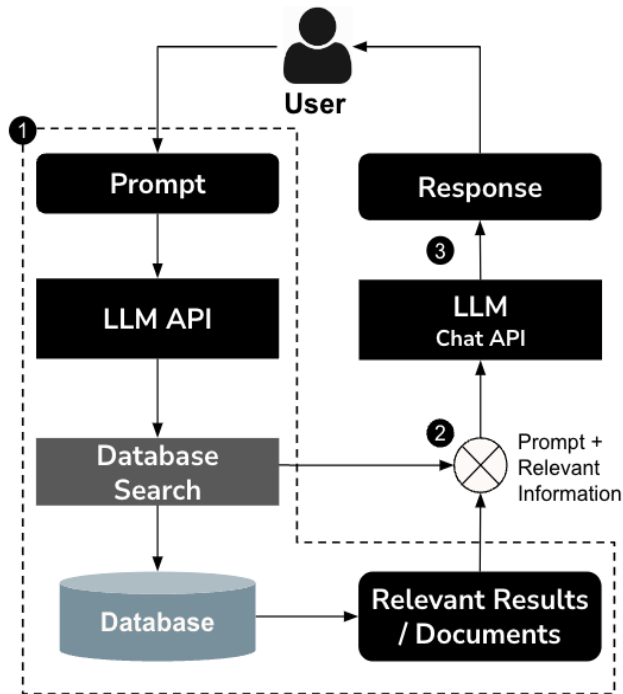 User
1
Prompt
LLM API
Database
Search
Database
Relevant Results
/ Documents
2
Prompt +
Relevant
Information
LLM
Chat API
3
Response